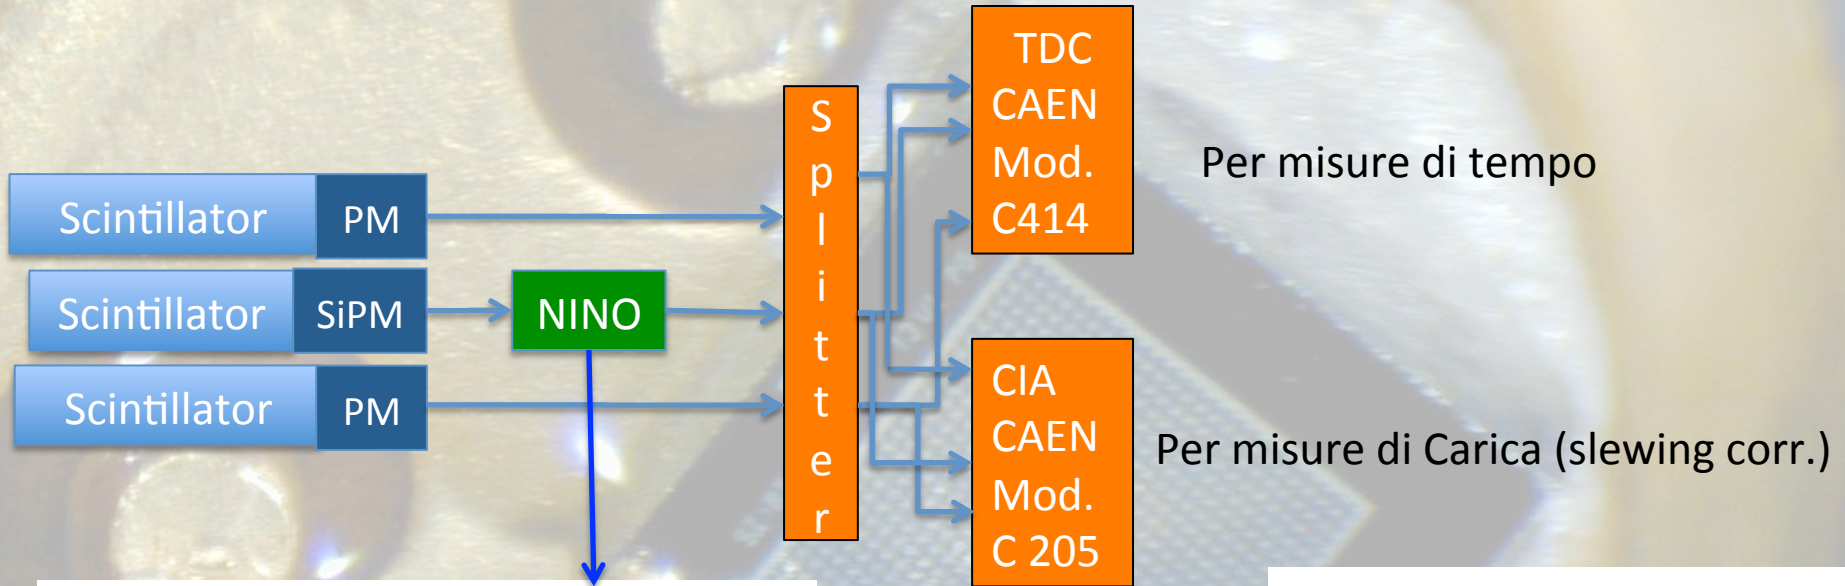 Scintillator PM
Scintillator SiPM
Scintillator PM
NINO
Splitter
TDC
CAEN
Mod.
C414
Per misure di tempo
CIA
CAEN
Mod.
C 205
Per misure di Carica (slewing corr.)